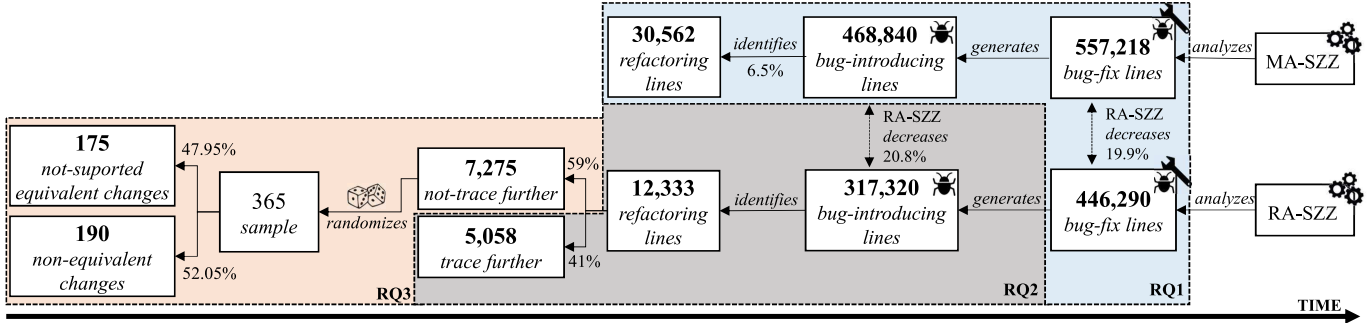 30,562
refactoring
lines
identifies
6.5%
468,840
bug-introducing
lines
generates
557,218
bug-fix lines
analyzes
MA-SZZ
RA-SZZ
decreases
20.8%
RA-SZZ
decreases
19.9%
175
not-suported
equivalent changes
47.95%
190
non-equivalent
changes
52.05%
365
sample
randomizes
7,275
not-trace further
59%
5,058
trace further
41%
12,333
refactoring
lines
identifies
317,320
bug-introducing
lines
generates
446,290
bug-fix lines
analyzes
RA-SZZ
RQ3
RQ2
RQ1
TIME